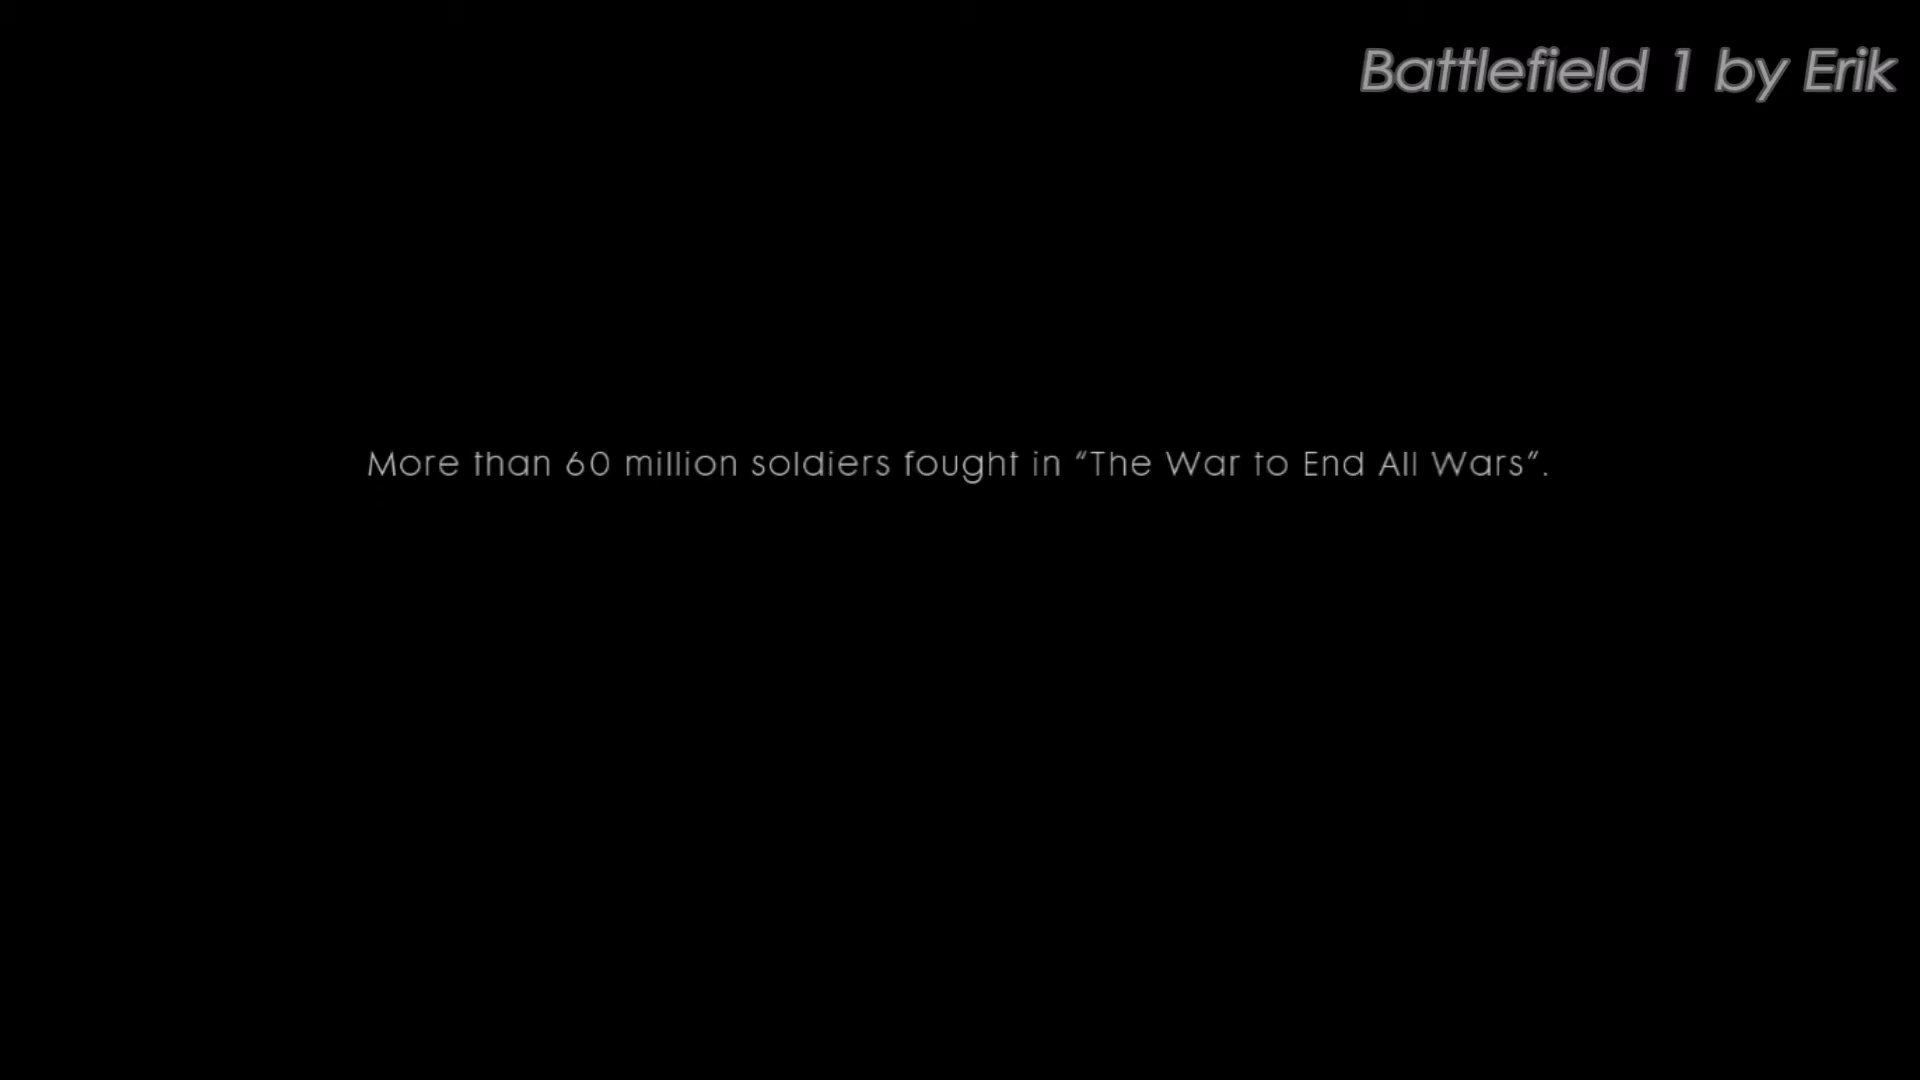 Battlefield 1 by Erik
More than 60 million soldiers fought in “The War to End All Wars”.